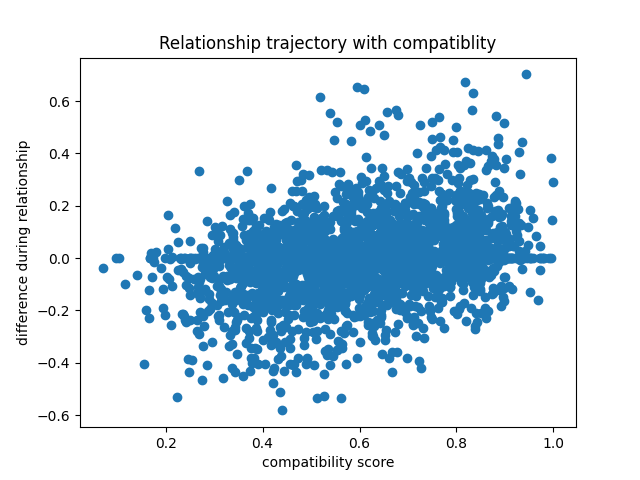 Relationship trajectory with compatiblity
difference during relationship
0.6
0.4
0.2
0.0
−0.2
−0.4
−0.6
0.2 0.4 0.6 0.8 1.0
compatibility score